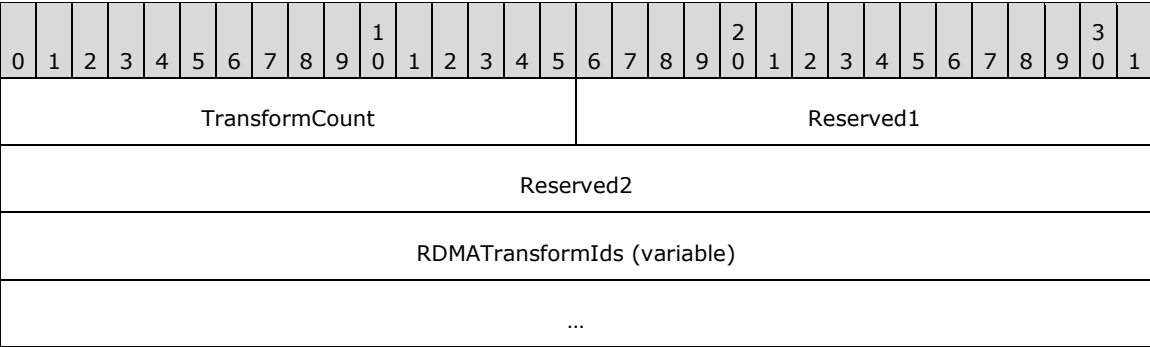 1 2 3
0 1 2 3 4 5 6 7 8 9 0 1 2 3 4 5 6 7 8 9 0 1 2 3 4 5 6 7 8 9 0 1
TransformCount Reserved1
Reserved2
RDMATransformIds (variable)
...